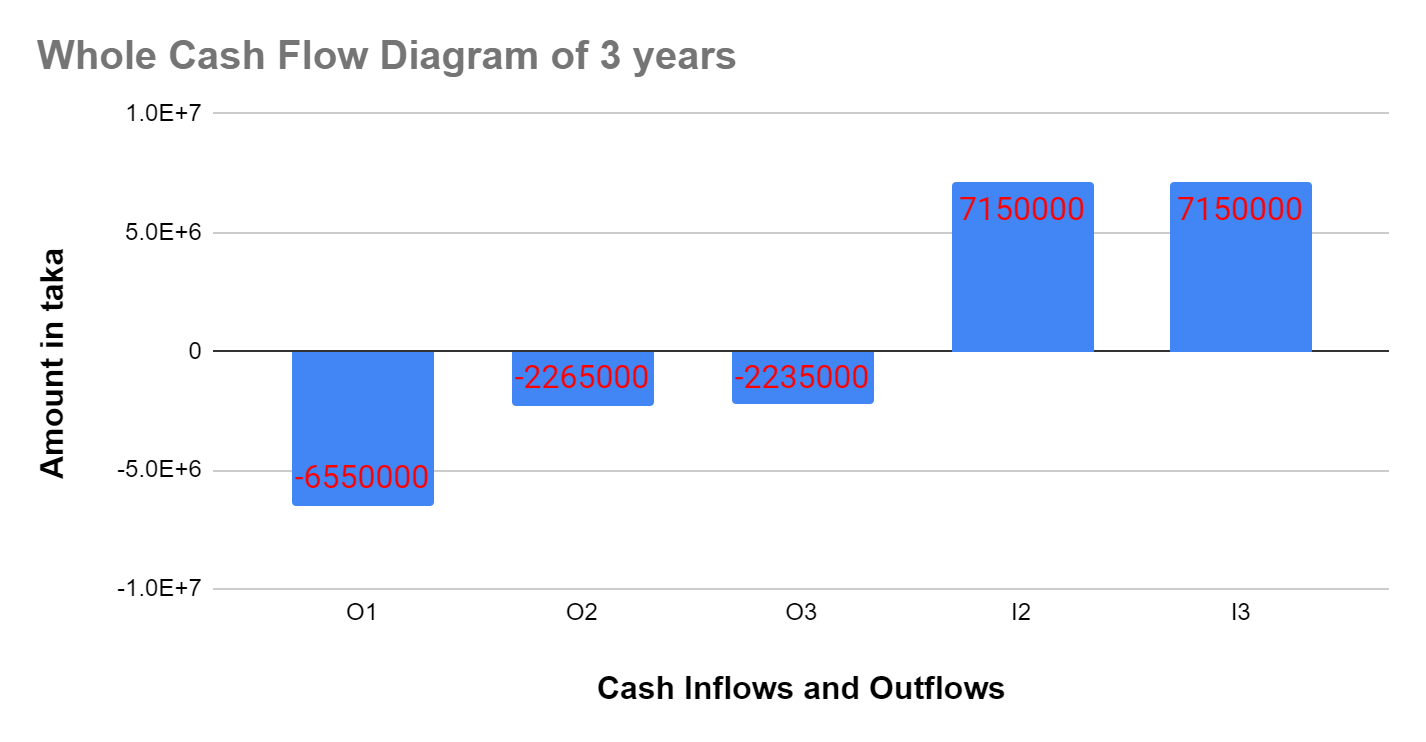 Whole Cash Flow Diagram of 3 years
1.0E+7
5.0E+6
0
-5.0E+6
-1.0E+7
Amount in taka
7150000
7150000
-2265000
-2235000
-6550000
O1
O2
O3
I2
I3
Cash Inflows and Outflows